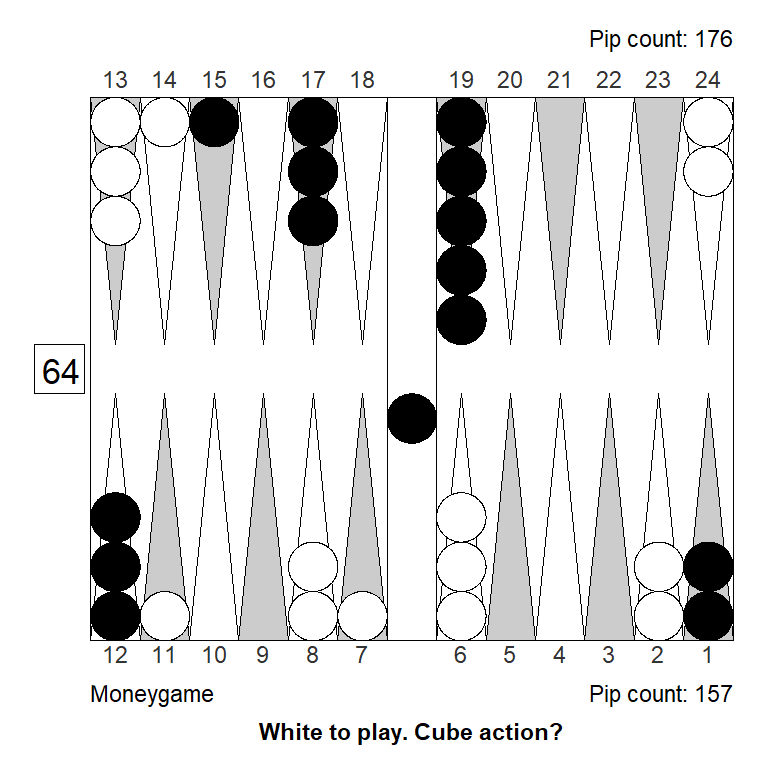 Pip count: 176
13 14 15 16 17 18 19 20 21 22 23 24
64
12 11 10 9 8 7 6 5 4 3 2 1
Moneygame Pip count: 157
White to play. Cube action?